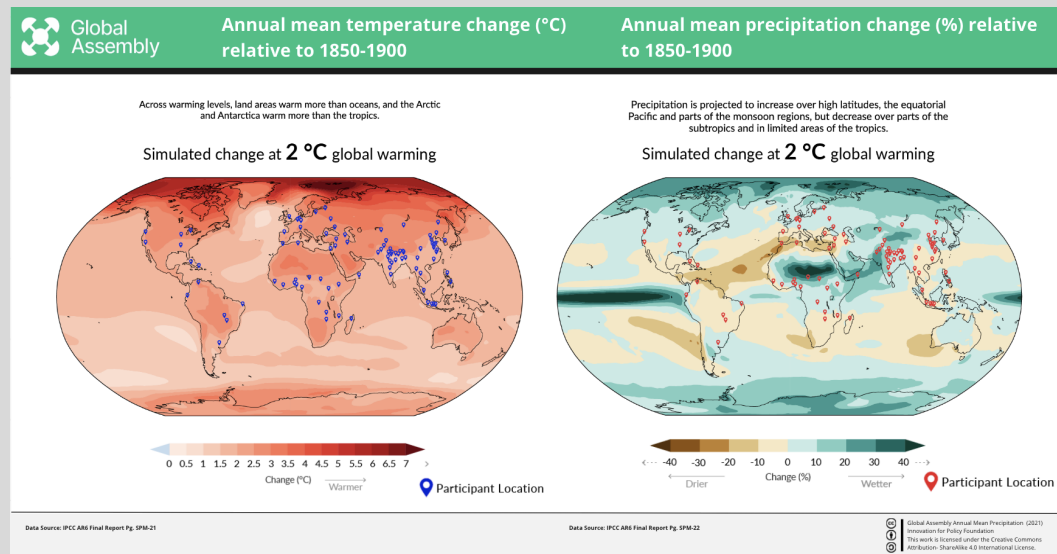 Global
Assembly
Annual mean temperature change (°C)
relative to 1850-1900
Annual mean precipitation change (%) relative
to 1850-1900
Across warming levels, land areas warm more than oceans, and the Arctic
and Antarctica warm more than the tropics.
Simulated change at 2 °C global warming
Precipitation is projected to increase over high latitudes, the equatorial
Pacific and parts of the monsoon regions, but decrease over parts of the
subtropics and in limited areas of the tropics.
Simulated change at 2 °C global warming
0 0.5 1 1.5 2 2.5 3 3.5 4 4.5 5 5.5 6 6.5 7
Change (°C)
Warmer
Participant Location
-40 -30 -20 -10 0 10 20 30 40
Drier
Change (%)
Wetter
Participant Location
Data Source: IPCC AR6 Final Report Pg. SPM-21
Data Source: IPCC AR6 Final Report Pg. SPM-22
cc
Global Assembly Annual Mean Precipitation (2021)
Innovation for Policy Foundation
This work is licensed under the Creative Commons
Attribution- ShareAlike 4.0 International License.